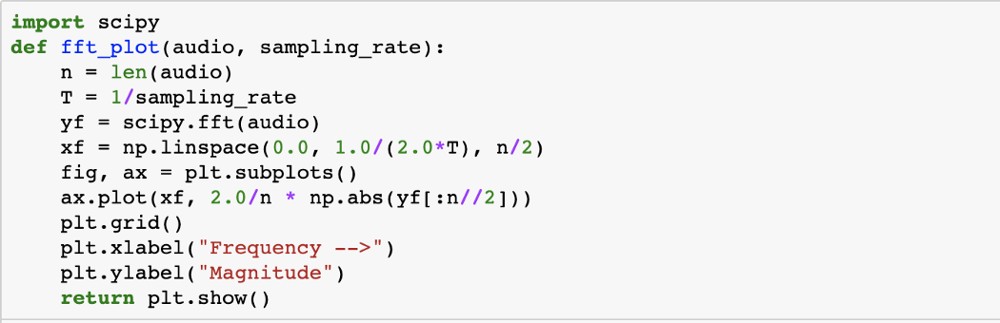 import scipy
def fft_plot(audio, sampling_rate):
    n = len(audio)
    T = 1/sampling_rate
    yf = scipy.fft(audio)
    xf = np.linspace(0.0, 1.0/(2.0*T), n/2)
    fig, ax = plt.subplots()
    ax.plot(xf, 2.0/n * np.abs(yf[:n//2]))
    plt.grid()
    plt.xlabel("Frequency -->")
    plt.ylabel("Magnitude")
    return plt.show()